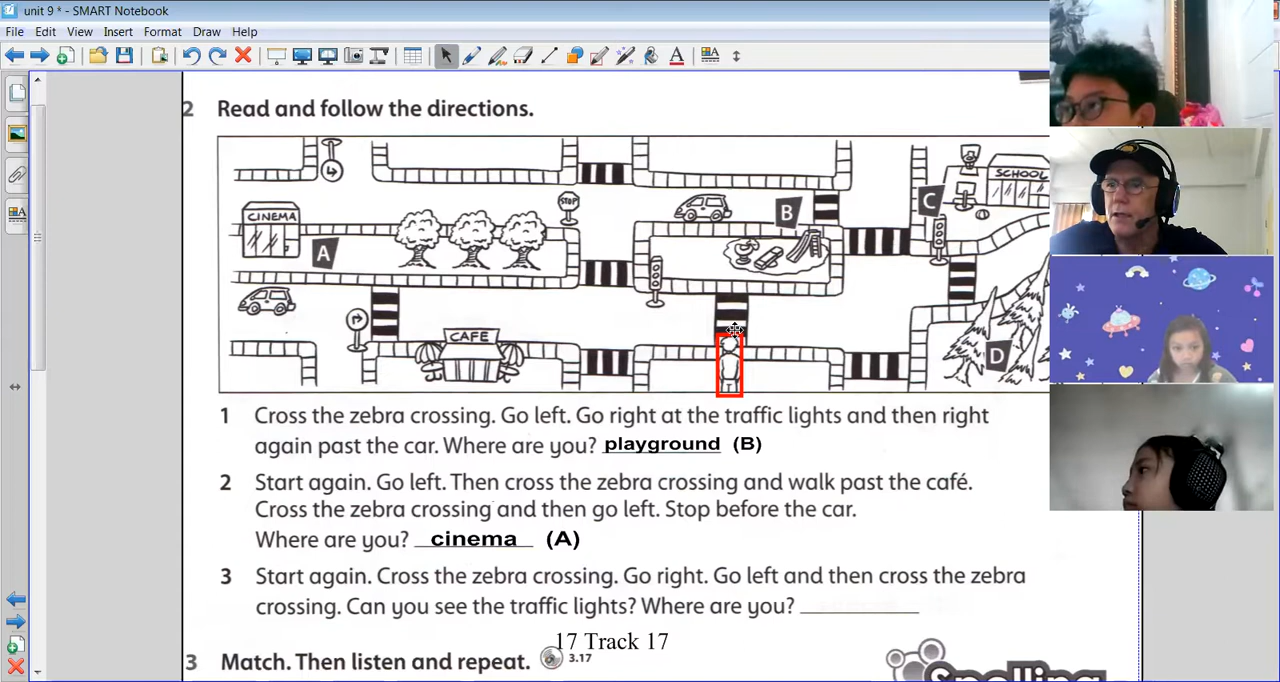 unit 9 * - SMART Notebook
File Edit View Insert Format Draw Help
2 Read and follow the directions.
CINEMA
A
STOP
B
C
SCHOOL
CAFE
D
1 Cross the zebra crossing. Go left. Go right at the traffic lights and then right
again past the car. Where are you? playground (B)
2 Start again. Go left. Then cross the zebra crossing and walk past the café.
Cross the zebra crossing and then go left. Stop before the car.
Where are you? cinema (A)
3 Start again. Cross the zebra crossing. Go right. Go left and then cross the zebra
crossing. Can you see the traffic lights? Where are you?
17 Track 17
3 Match. Then listen and repeat. 3.17
Spelling